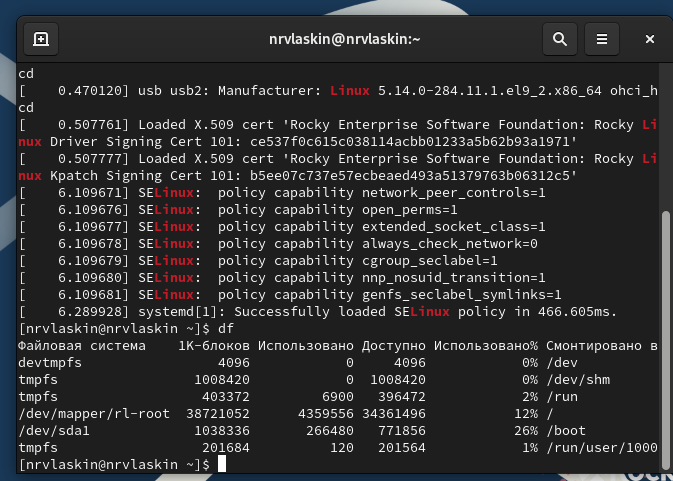 nrvlaskin@nrvlaskin:~
cd
[    0.470120] usb usb2: Manufacturer: Linux 5.14.0-284.11.1.el9_2.x86_64 ohci_h
cd
[    0.507761] Loaded X.509 cert 'Rocky Enterprise Software Foundation: Rocky Li
nux Driver Signing Cert 101: ce537f0c615c038114acbb01233a5b62b93a1971'
[    0.507777] Loaded X.509 cert 'Rocky Enterprise Software Foundation: Rocky Li
nux Kpatch Signing Cert 101: b5ee07c737e57ecbeaed493a51379763b06312c5'
[    6.109671] SELinux:  policy capability network_peer_controls=1
[    6.109676] SELinux:  policy capability open_perms=1
[    6.109677] SELinux:  policy capability extended_socket_class=1
[    6.109678] SELinux:  policy capability always_check_network=0
[    6.109679] SELinux:  policy capability cgroup_seclabel=1
[    6.109680] SELinux:  policy capability nnp_nosuid_transition=1
[    6.109681] SELinux:  policy capability genfs_seclabel_symlinks=1
[    6.289928] systemd[1]: Successfully loaded SELinux policy in 466.605ms.
[nrvlaskin@nrvlaskin ~]$ df
Файловая система    1K-блоков Использовано Доступно Использовано% Смонтировано в
devtmpfs                 4096            0     4096            0% /dev
tmpfs                 1008420            0  1008420            0% /dev/shm
tmpfs                  403372         6900   396472            2% /run
/dev/mapper/rl-root  38721052      4359556 34361496           12% /
/dev/sda1             1038336       266480   771856           26% /boot
tmpfs                  201684          120   201564            1% /run/user/1000
[nrvlaskin@nrvlaskin ~]$